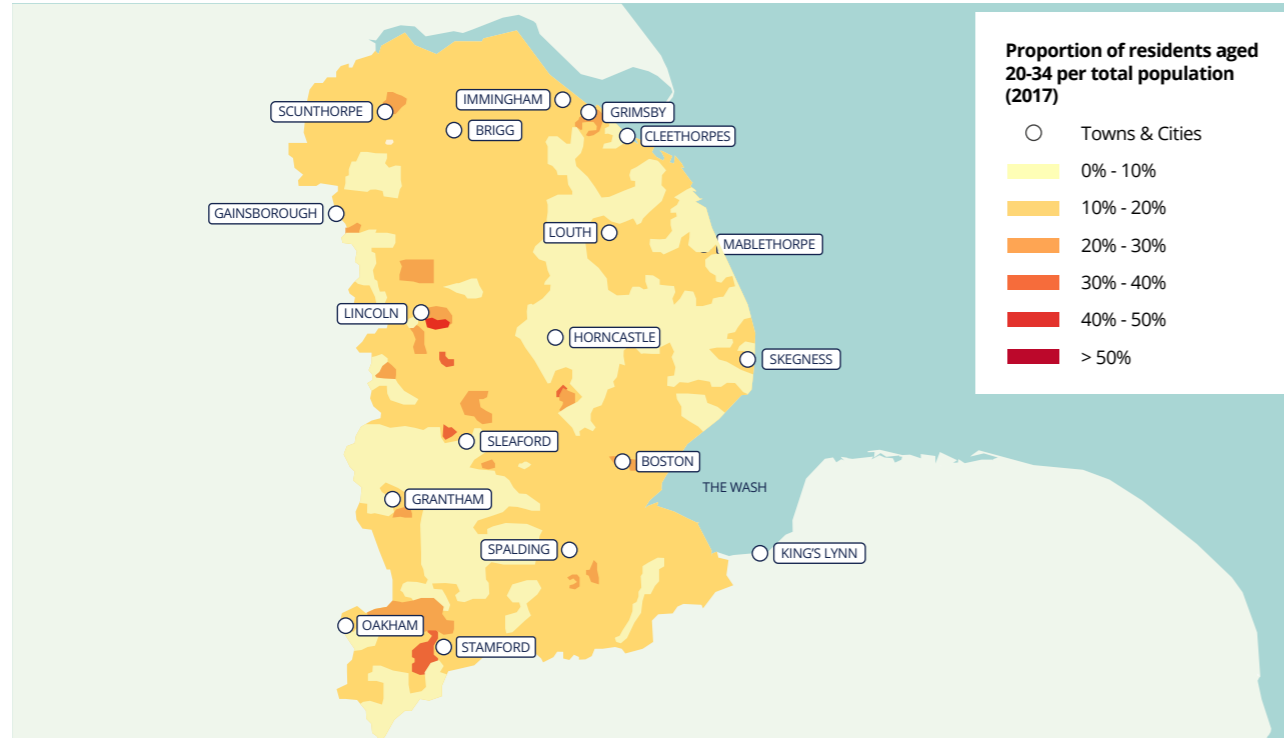 Proportion of residents aged
20-34 per total population
(2017)
Towns & Cities
0% - 10%
10% - 20%
20% - 30%
30% - 40%
40% - 50%
> 50%
IMMINGHAM
SCUNTHORPE
GRIMSBY
BRIGG
CLEETHORPES
GAINSBOROUGH
LOUTH
MABLETHORPE
LINCOLN
HORNCASTLE
SKEGNESS
SLEAFORD
BOSTON
THE WASH
GRANTHAM
SPALDING
KING'S LYNN
OAKHAM
STAMFORD